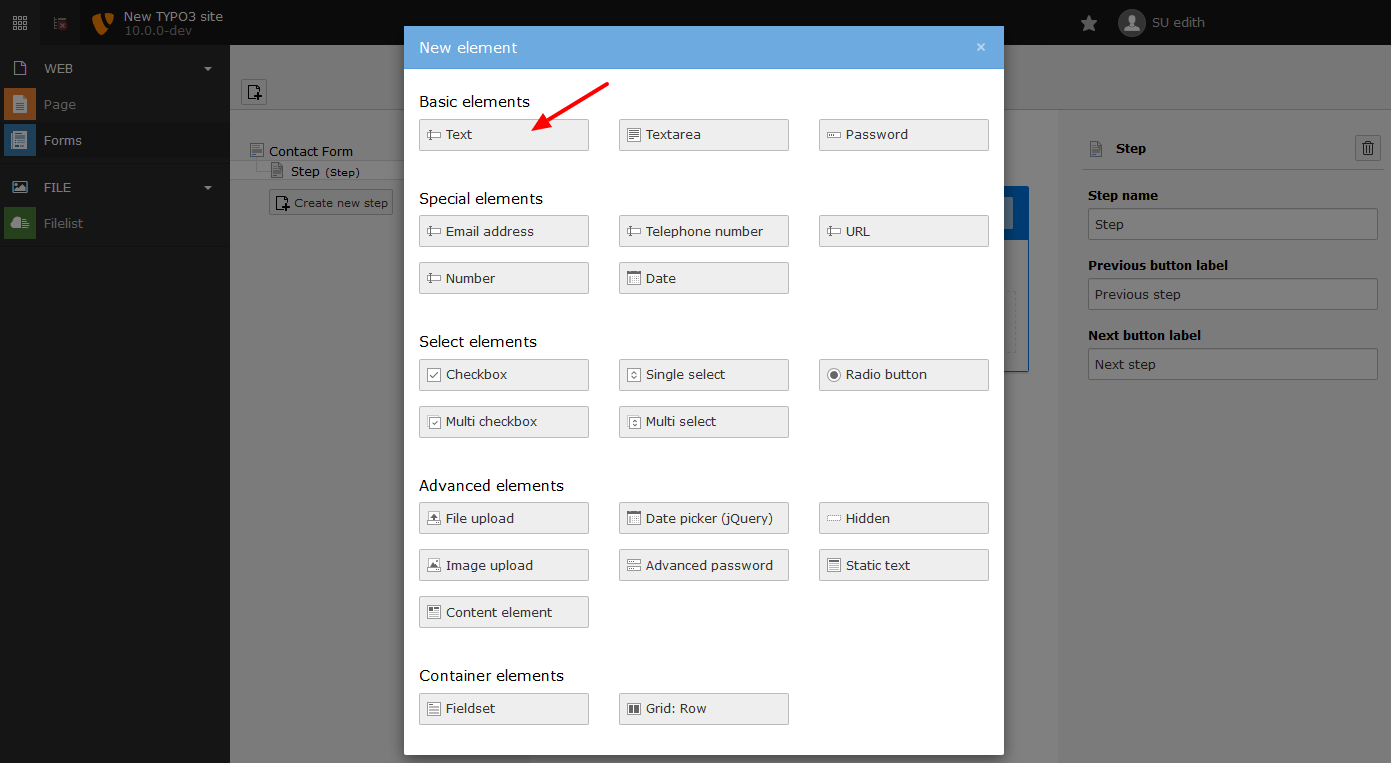 New TYPO3 site
10.0.0-dev
SU edith
WEB
Page
Forms
FILE
Filelist
Contact Form
Step (Step)
Create new step
New element
×
Basic elements
Text Textarea Password
Special elements
Email address Telephone number URL
Number Date
Select elements
Checkbox Single select Radio button
Multi checkbox Multi select
Advanced elements
File upload Date picker (jQuery) Hidden
Image upload Advanced password Static text
Content element
Container elements
Fieldset Grid: Row
Step
Step name
Step
Previous button label
Previous step
Next button label
Next step